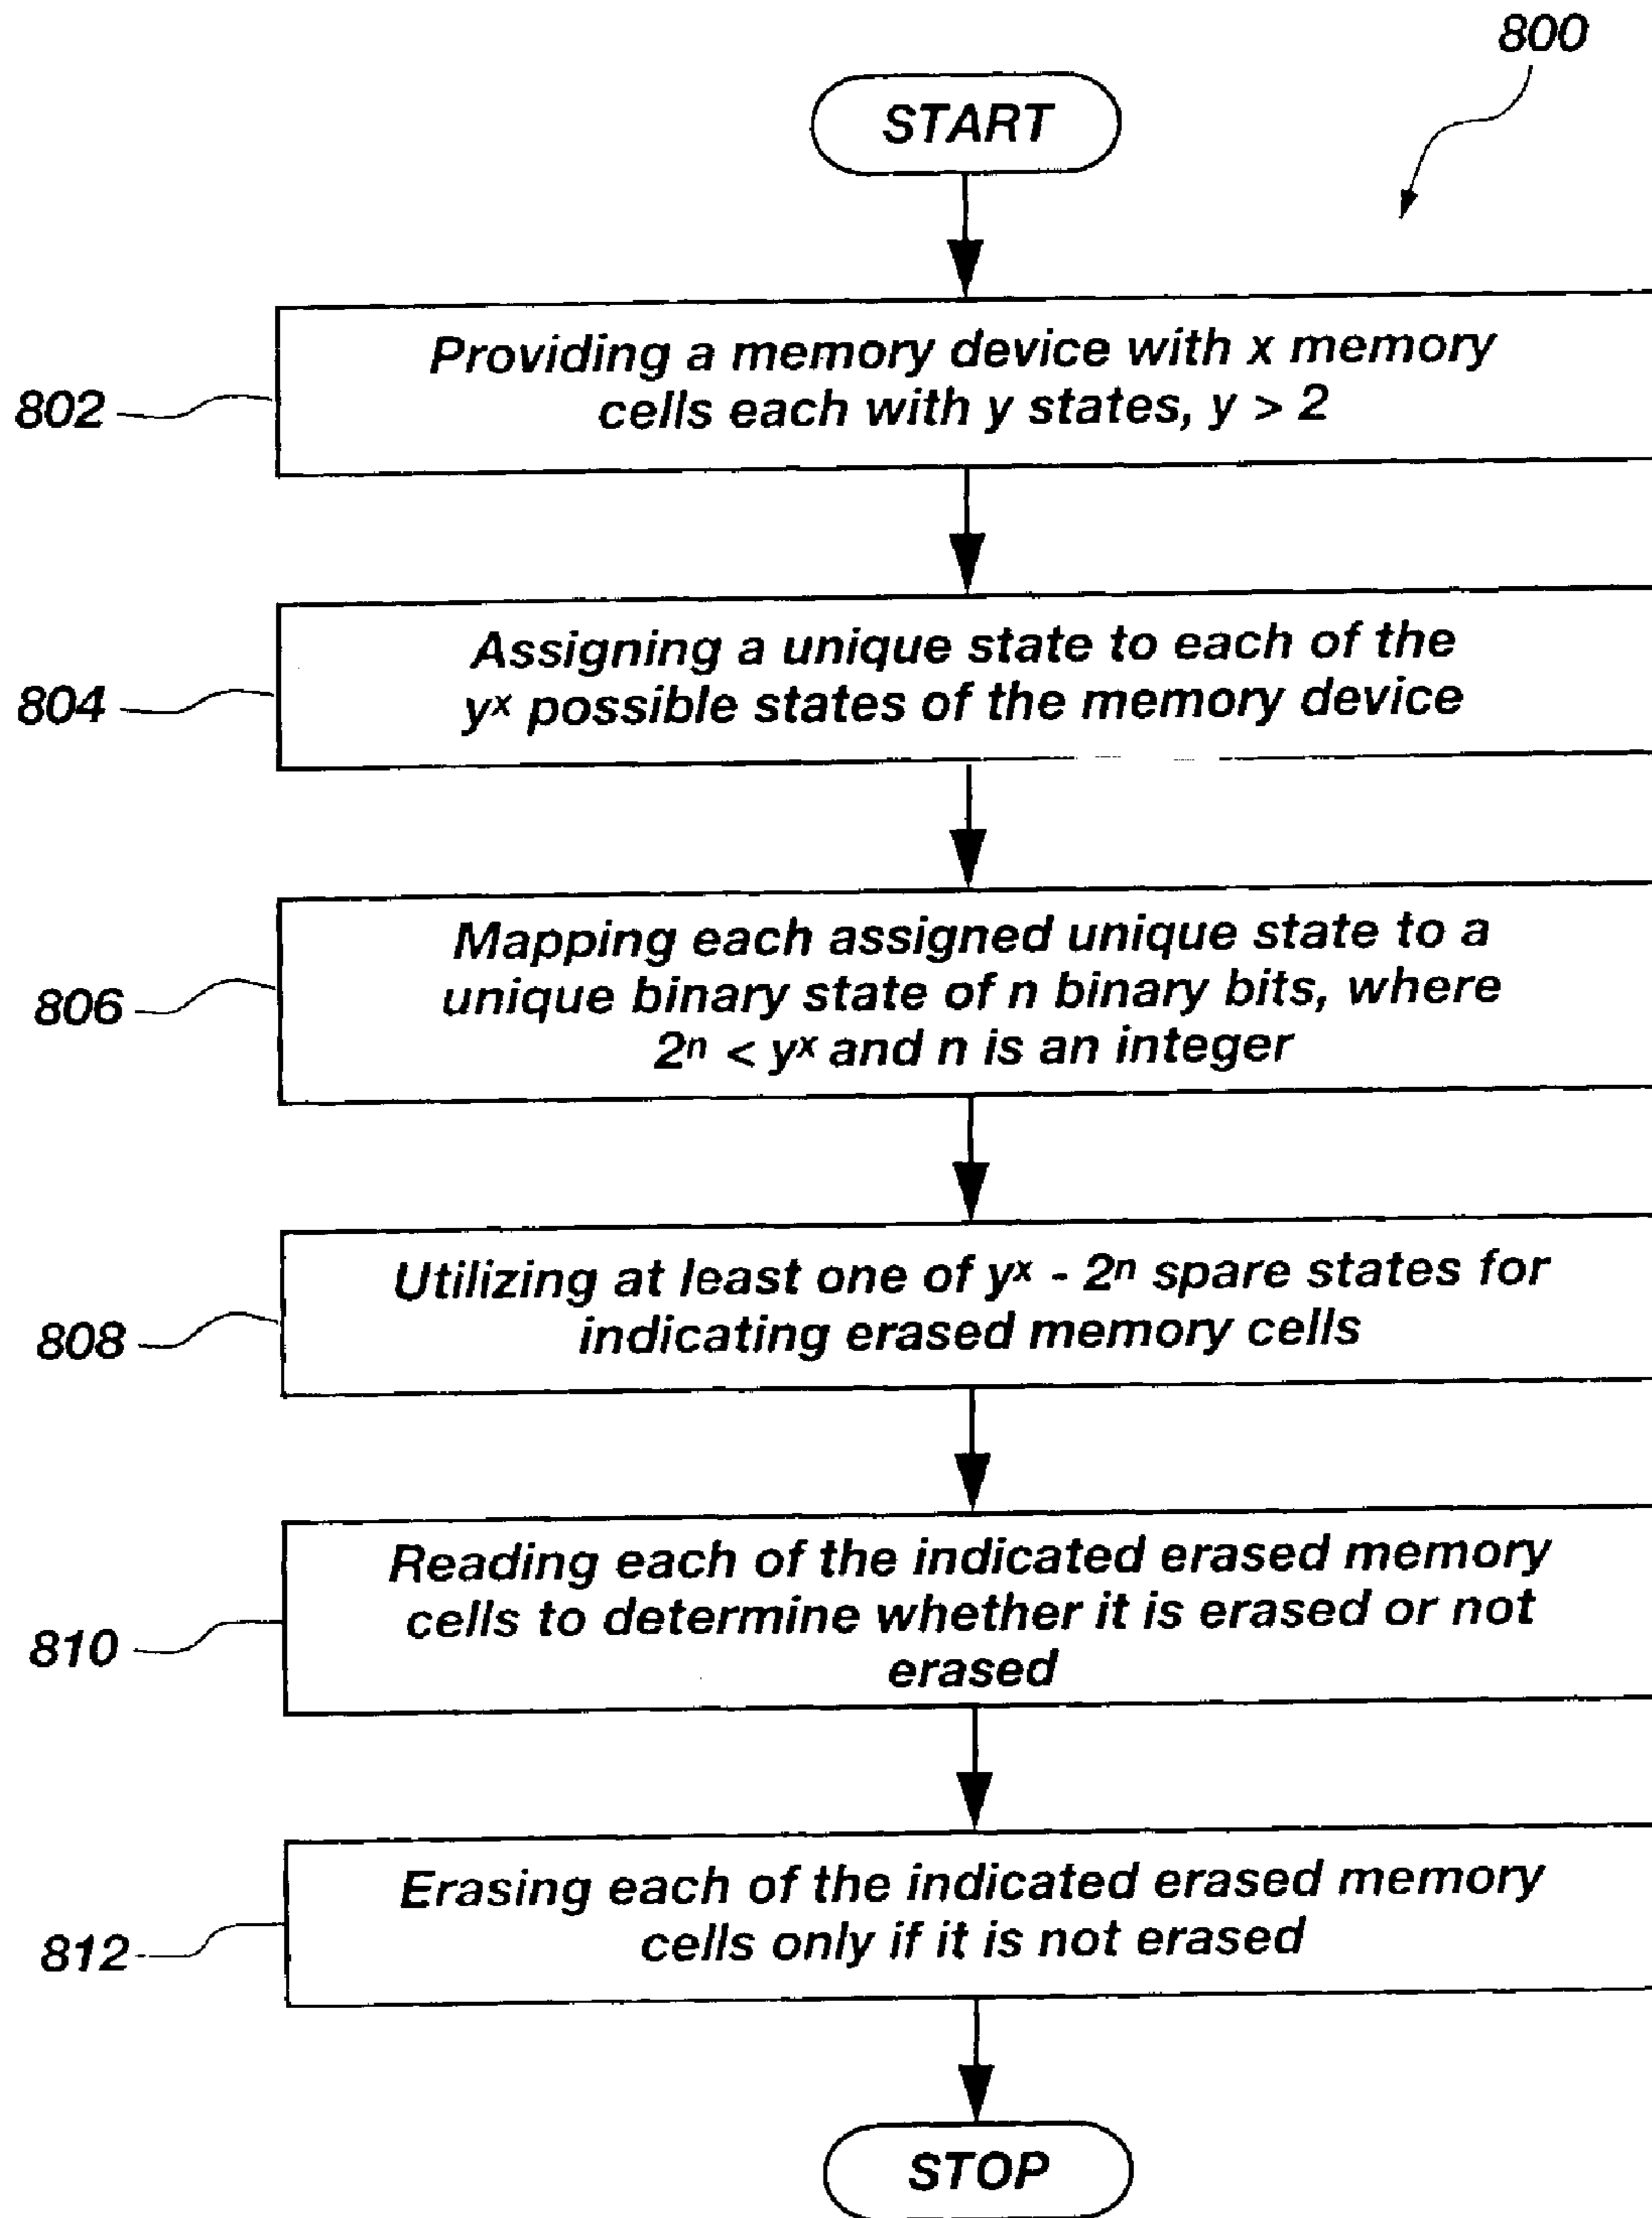 800
START
Providing a memory device with x memory
cells each with y states, y > 2
802
Assigning a unique state to each of the
yˣ possible states of the memory device
804
Mapping each assigned unique state to a
unique binary state of n binary bits, where
2ⁿ < yˣ and n is an integer
806
Utilizing at least one of yˣ - 2ⁿ spare states for
indicating erased memory cells
808
Reading each of the indicated erased memory
cells to determine whether it is erased or not
erased
810
Erasing each of the indicated erased memory
cells only if it is not erased
812
STOP